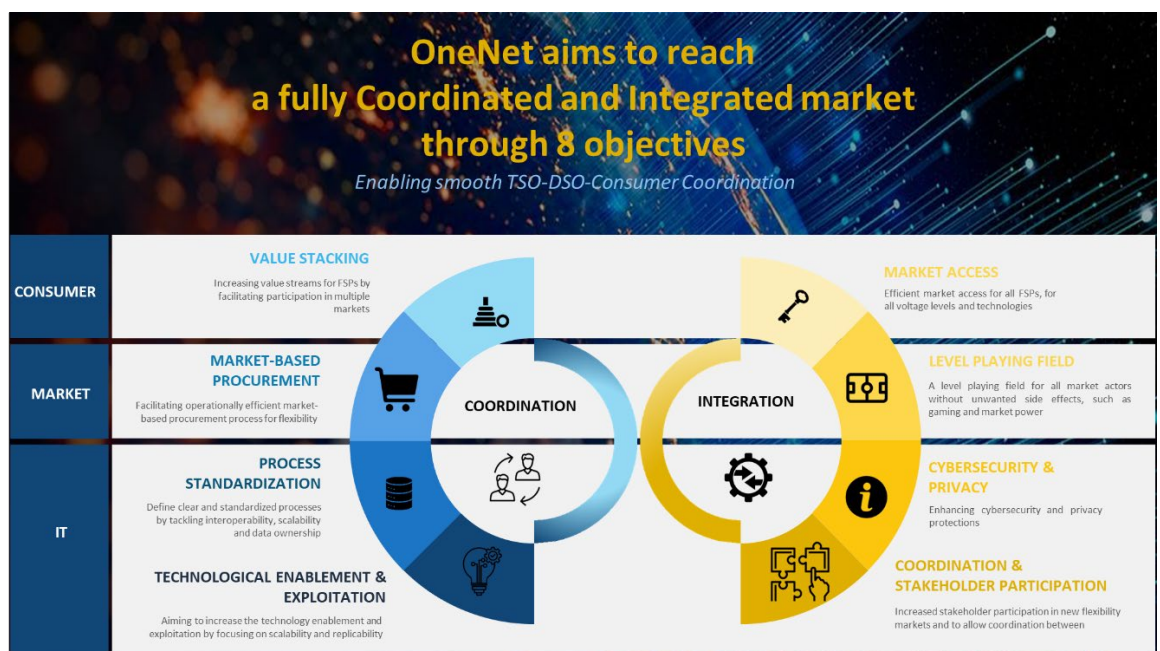 OneNet aims to reach
a fully Coordinated and Integrated market
through 8 objectives
Enabling smooth TSO-DSO-Consumer Coordination
CONSUMER
VALUE STACKING
Increasing value streams for FSPs by
facilitating participation in multiple
markets
MARKET ACCESS
Efficient market access for all FSPs, for
all voltage levels and technologies
MARKET
MARKET-BASED
PROCUREMENT
Facilitating operationally efficient market-
based procurement process for flexibility
COORDINATION
INTEGRATION
LEVEL PLAYING FIELD
A level playing field for all market actors
without unwanted side effects, such as
gaming and market power
IT
PROCESS
STANDARDIZATION
Define clear and standardized processes
by tackling interoperability, scalability
and data ownership
CYBERSECURITY &
PRIVACY
Enhancing cybersecurity and privacy
protections
TECHNOLOGICAL ENABLEMENT &
EXPLOITATION
Aiming to increase the technology enablement and
exploitation by focusing on scalability and replicability
COORDINATION &
STAKEHOLDER PARTICIPATION
Increased stakeholder participation in new flexibility
markets and to allow coordination between